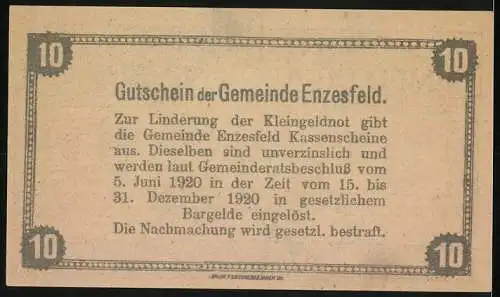 10 10
Gutschein der Gemeinde Enzesfeld.
Zur Linderung der Kleingeldnot gibt
die Gemeinde Enzesfeld Kassenscheine
aus. Dieselben sind unverzinslich und
werden laut Gemeinderatsbeschluß vom
5. Juni 1920 in der Zeit vom 15. bis
31. Dezember 1920 in gesetzlichem
Bargelde eingelöst.
Die Nachmachung wird gesetzl. bestraft.
10 10